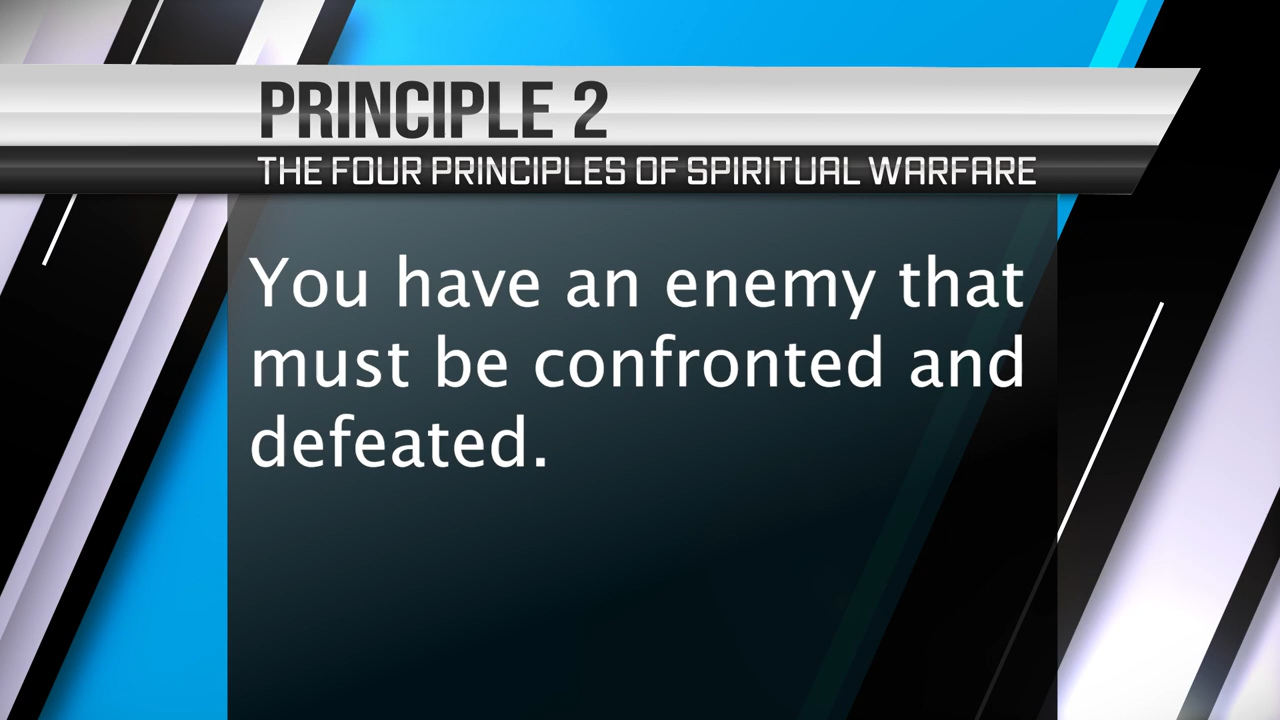 PRINCIPLE 2
THE FOUR PRINCIPLES OF SPIRITUAL WARFARE
You have an enemy that
must be confronted and
defeated.